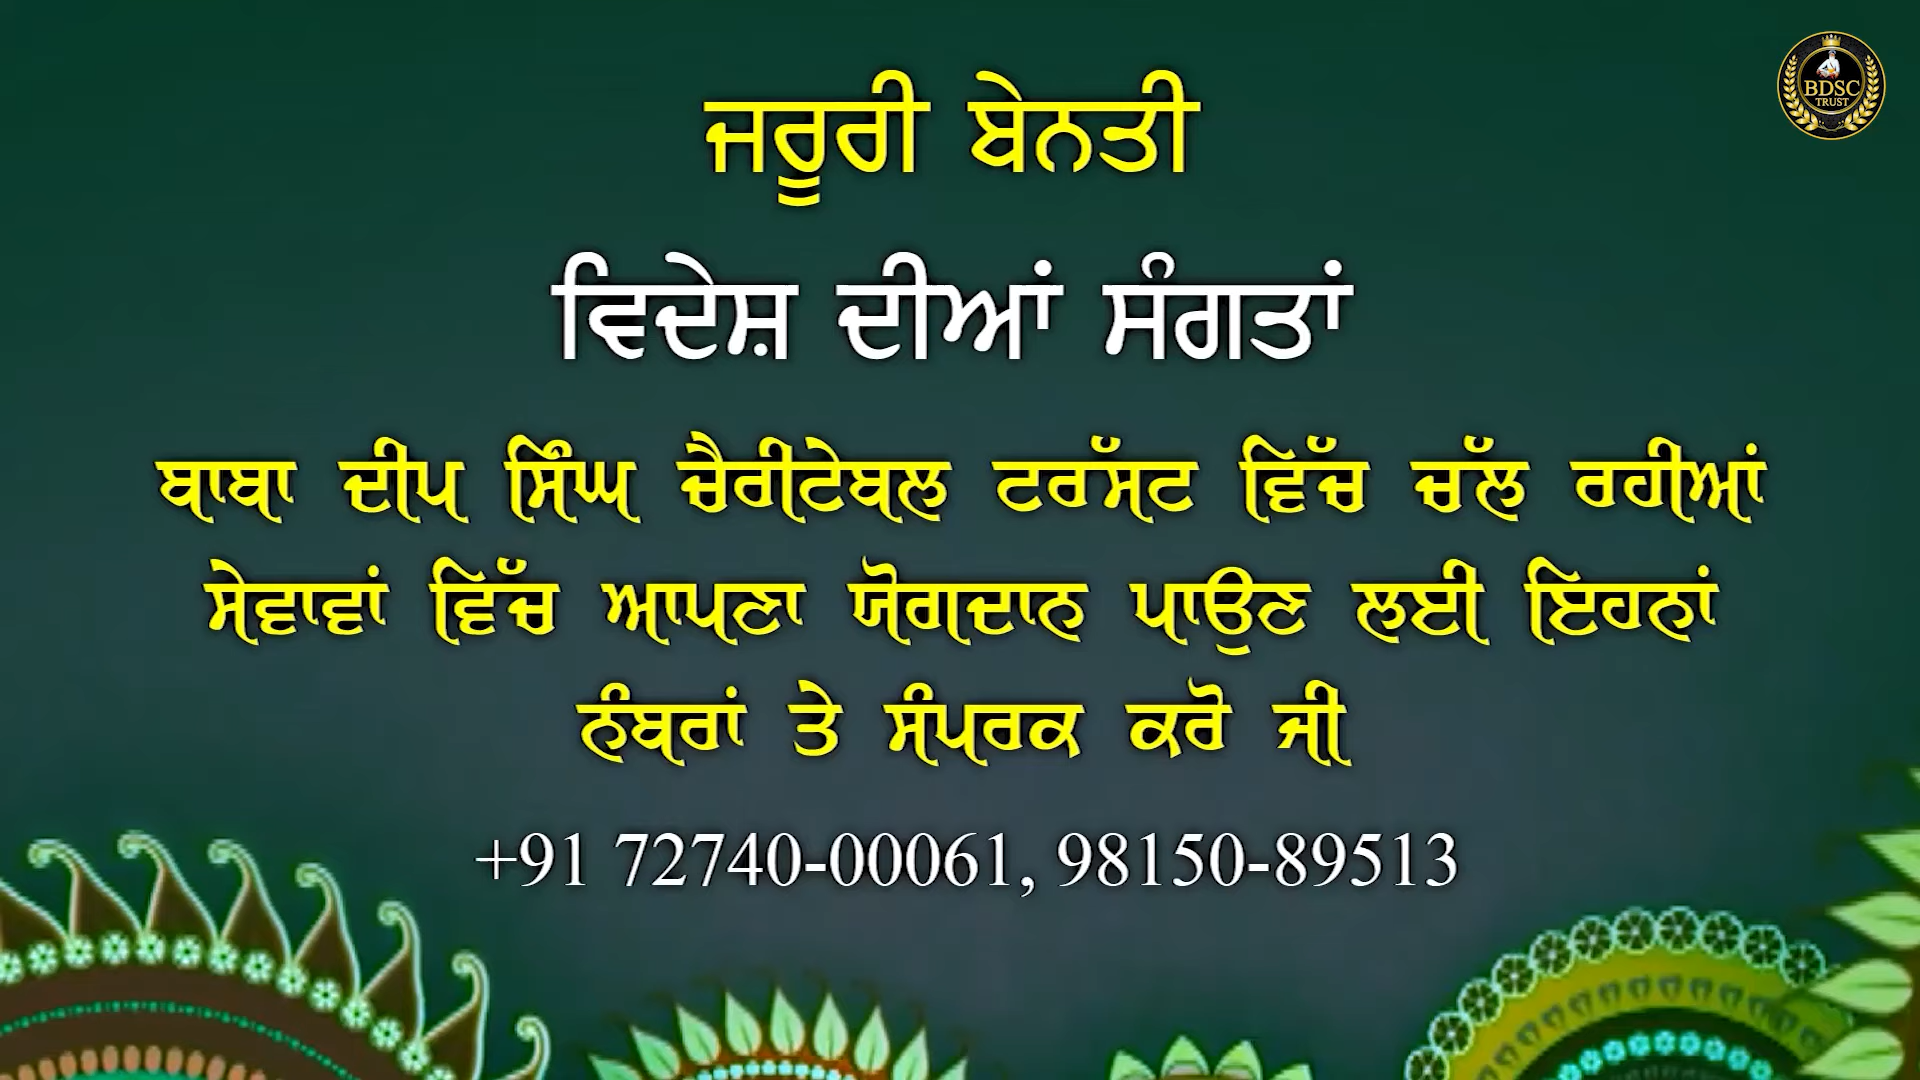 BDSC
TRUST
ਜਰੂਰੀ ਬੇਨਤੀ
ਵਿਦੇਸ਼ ਦੀਆਂ ਸੰਗਤਾਂ
ਬਾਬਾ ਦੀਪ ਸਿੰਘ ਚੈਰੀਟੇਬਲ ਟਰੱਸਟ ਵਿੱਚ ਚੱਲ ਰਹੀਆਂ
ਸੇਵਾਵਾਂ ਵਿੱਚ ਆਪਣਾ ਯੋਗਦਾਨ ਪਾਉਣ ਲਈ ਇਹਨਾਂ
ਨੰਬਰਾਂ ਤੇ ਸੰਪਰਕ ਕਰੋ ਜੀ
+91 72740-00061, 98150-89513